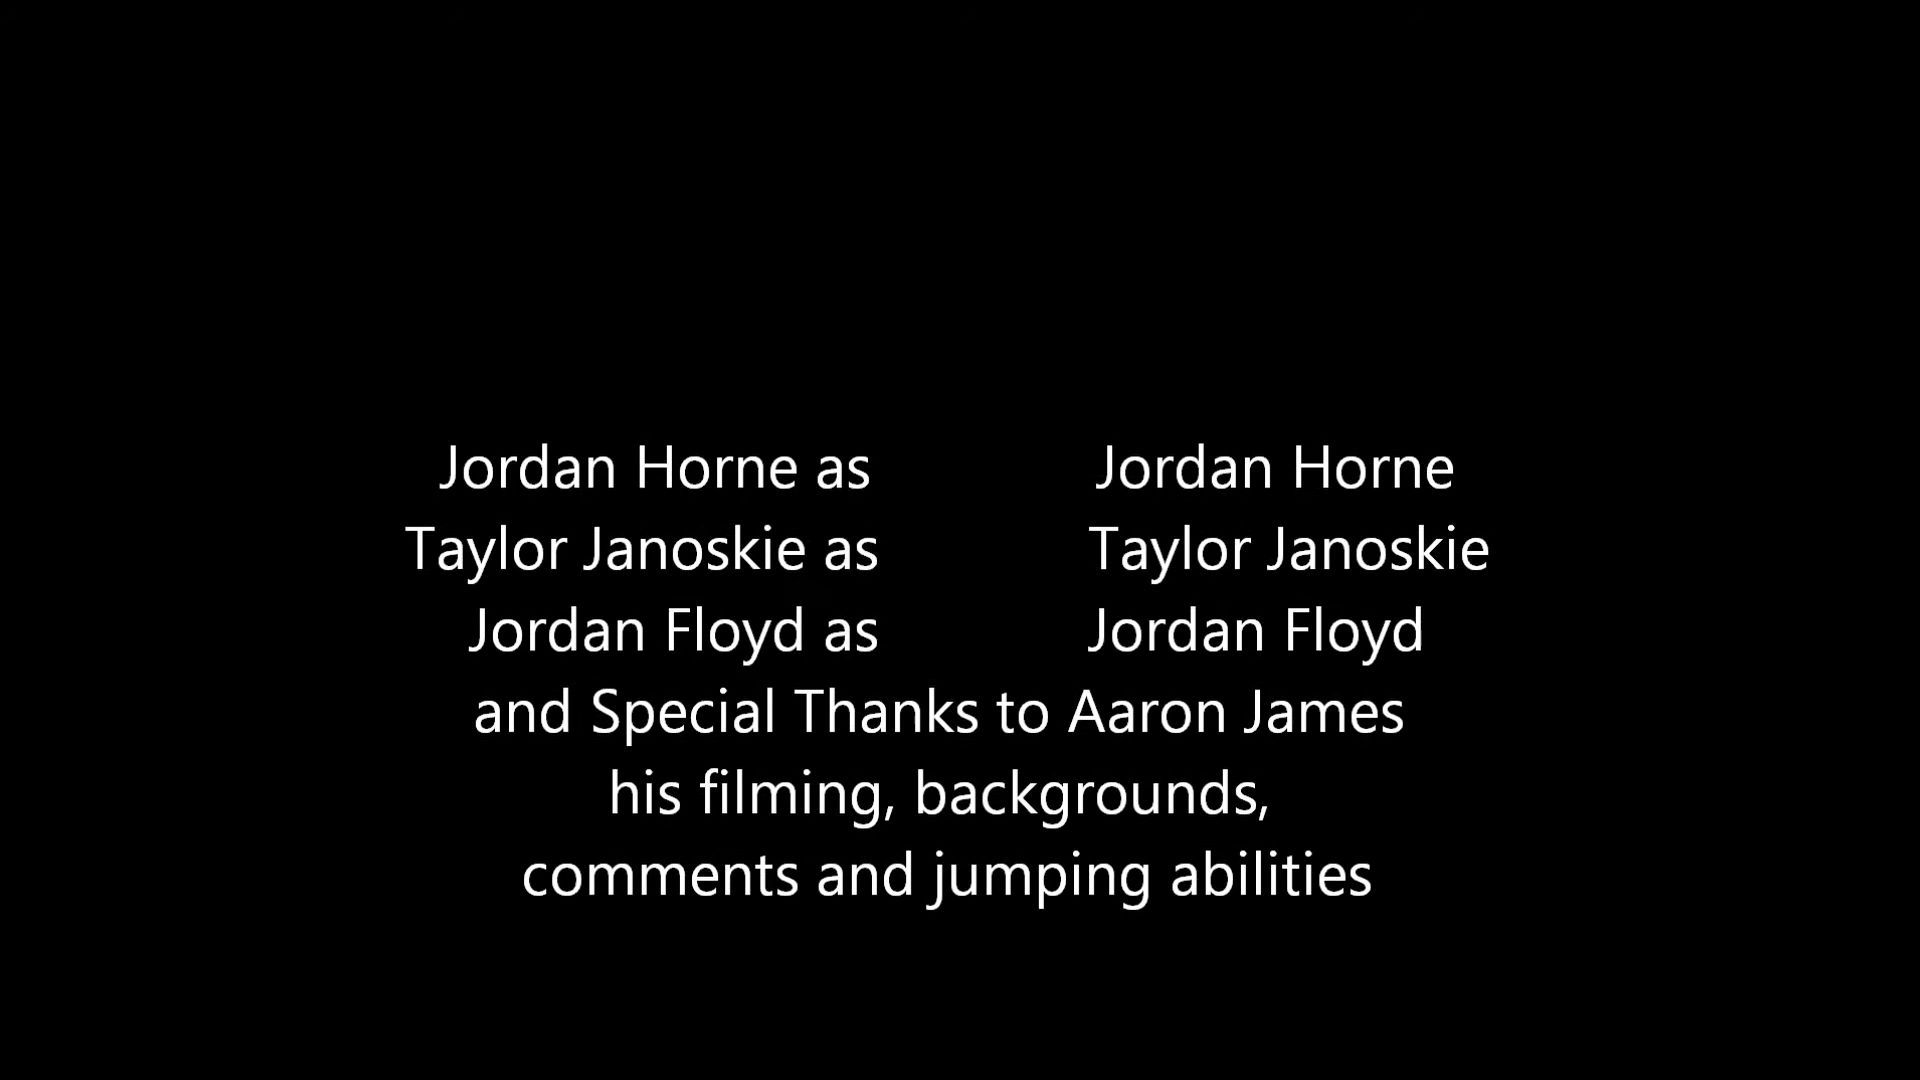 Jordan Horne as Jordan Horne
Taylor Janoskie as Taylor Janoskie
Jordan Floyd as Jordan Floyd
and Special Thanks to Aaron James
his filming, backgrounds,
comments and jumping abilities